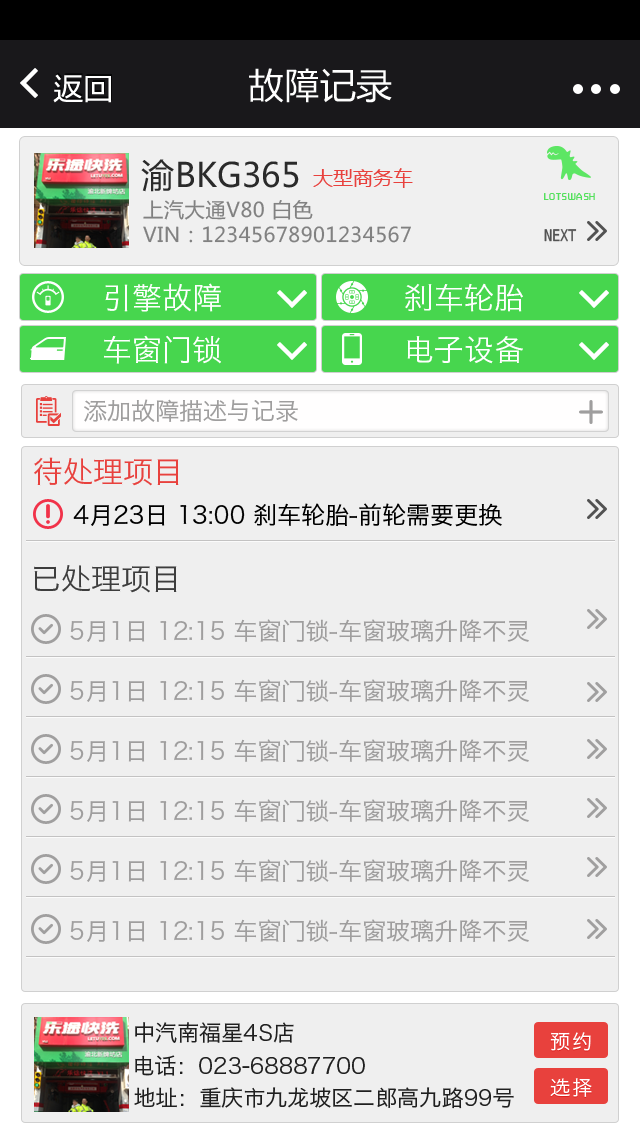 返回
故障记录
乐通快洗
渝BKG365 大型商务车
上汽大通V80 白色
VIN：12345678901234567
LOTSWASH
NEXT
引擎故障
刹车轮胎
车窗门锁
电子设备
添加故障描述与记录
待处理项目
4月23日 13:00 刹车轮胎-前轮需要更换
已处理项目
5月1日 12:15 车窗门锁-车窗玻璃升降不灵
5月1日 12:15 车窗门锁-车窗玻璃升降不灵
5月1日 12:15 车窗门锁-车窗玻璃升降不灵
5月1日 12:15 车窗门锁-车窗玻璃升降不灵
5月1日 12:15 车窗门锁-车窗玻璃升降不灵
5月1日 12:15 车窗门锁-车窗玻璃升降不灵
乐通快洗
中汽南福星4S店
电话：023-68887700
地址：重庆市九龙坡区二郎高九路99号
预约
选择